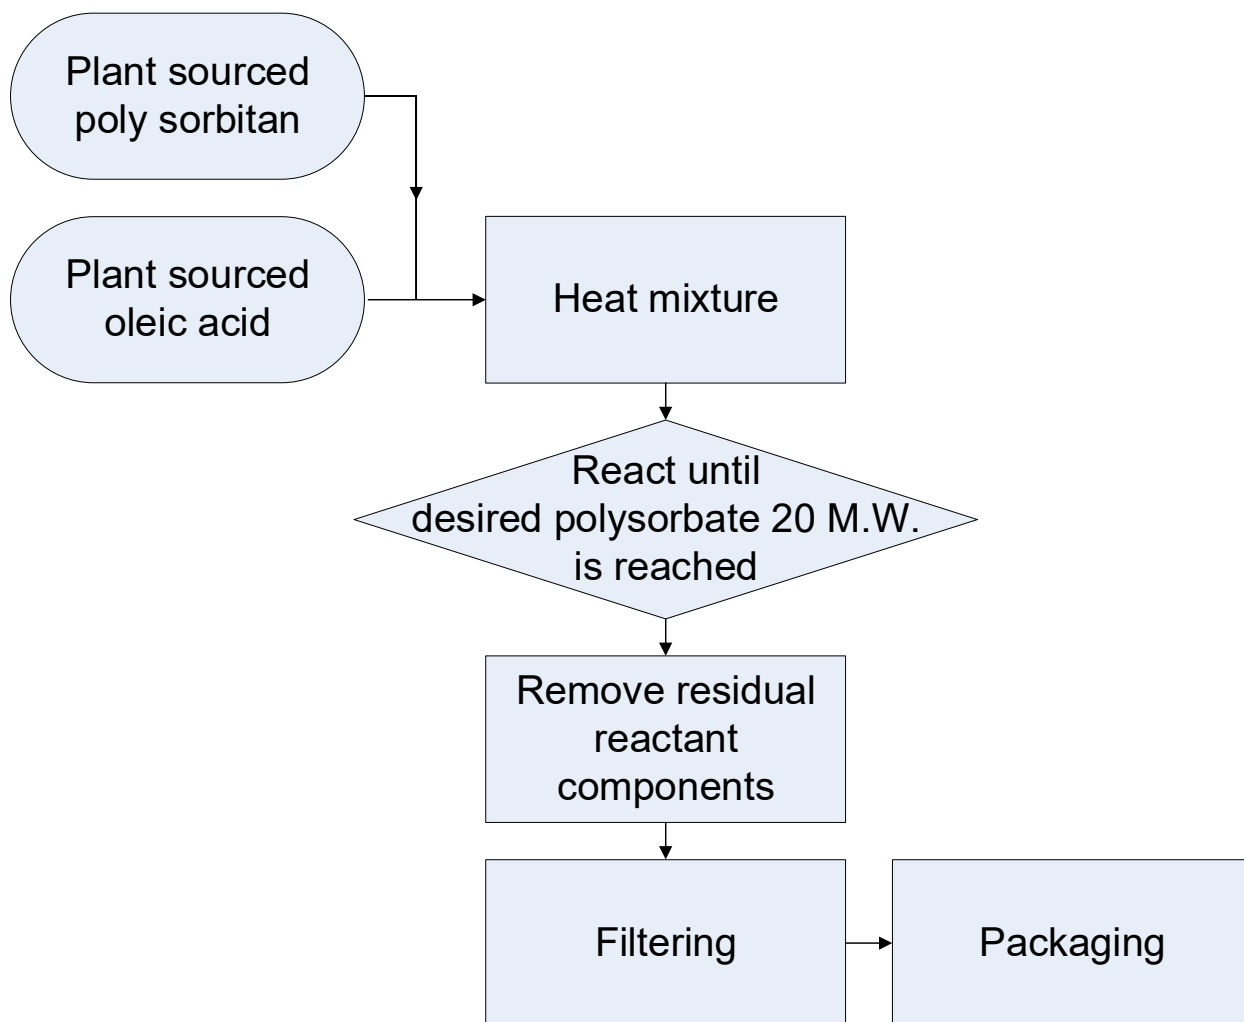 Plant sourced
poly sorbitan
Plant sourced
oleic acid
Heat mixture
React until
desired polysorbate 20 M.W.
is reached
Remove residual
reactant
components
Filtering
Packaging